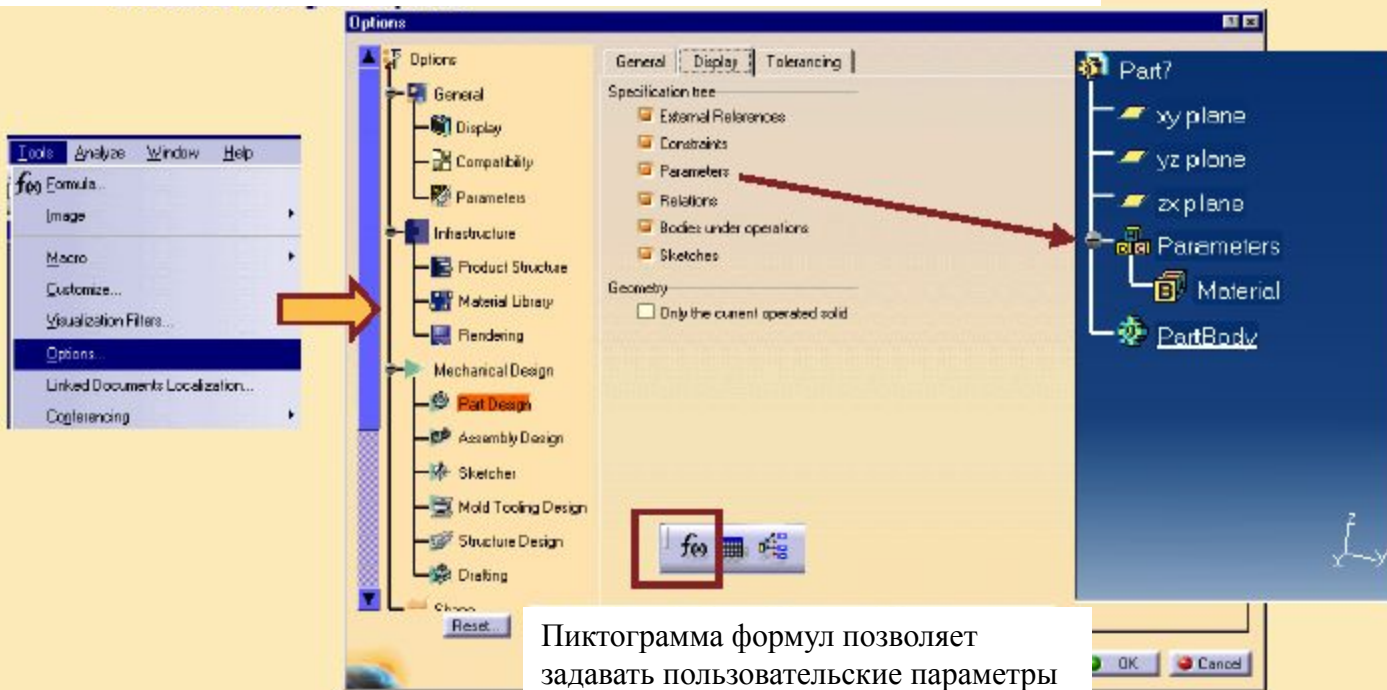 Tools Analyze Window Help
f(x) Formula...
Image
Macro
Customize...
Visualization Filters...
Options...
Linked Documents Localization...
Conferencing
Options
Options
General
Display
Compatibility
Parameters
Infrastructure
Product Structure
Material Library
Rendering
Mechanical Design
Part Design
Assembly Design
Sketcher
Mold Tooling Design
Structure Design
Drafting
Shape
Reset...
General Display Tolerancing
Specification tree
External References
Constraints
Parameters
Relations
Bodies under operations
Sketches
Geometry
Only the current operated solid
f(x)
Пиктограмма формул позволяет
задавать пользовательские параметры
OK Cancel
Part7
xy plane
yz plane
zx plane
Parameters
Material
PartBody
z
x y